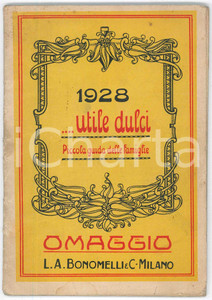 1928
...utile dulci
Piccola guida delle famiglie
OMAGGIO
L.A. BONOMELLI & C - MILANO